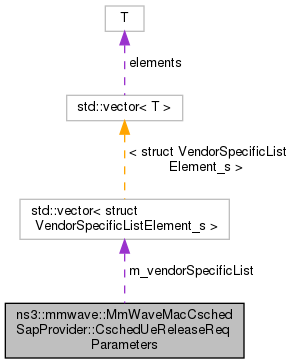 T
elements
std::vector< T >
< struct VendorSpecificList
Element_s >
std::vector< struct
VendorSpecificListElement_s >
m_vendorSpecificList
ns3::mmwave::MmWaveMacCsched
SapProvider::CschedUeReleaseReq
Parameters